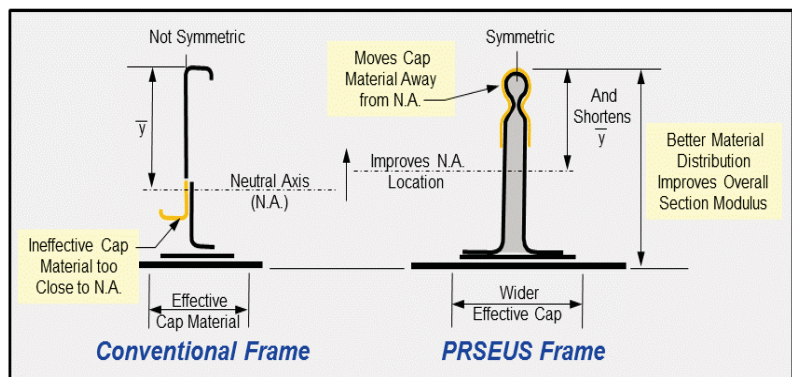 Not Symmetric
y
Neutral Axis
(N.A.)
Ineffective Cap
Material too
Close to N.A.
Effective
Cap Material
Conventional Frame
Symmetric
Moves Cap
Material Away
from N.A.
And
Shortens
y
Improves N.A.
Location
Better Material
Distribution
Improves Overall
Section Modulus
Wider
Effective Cap
PRSEUS Frame